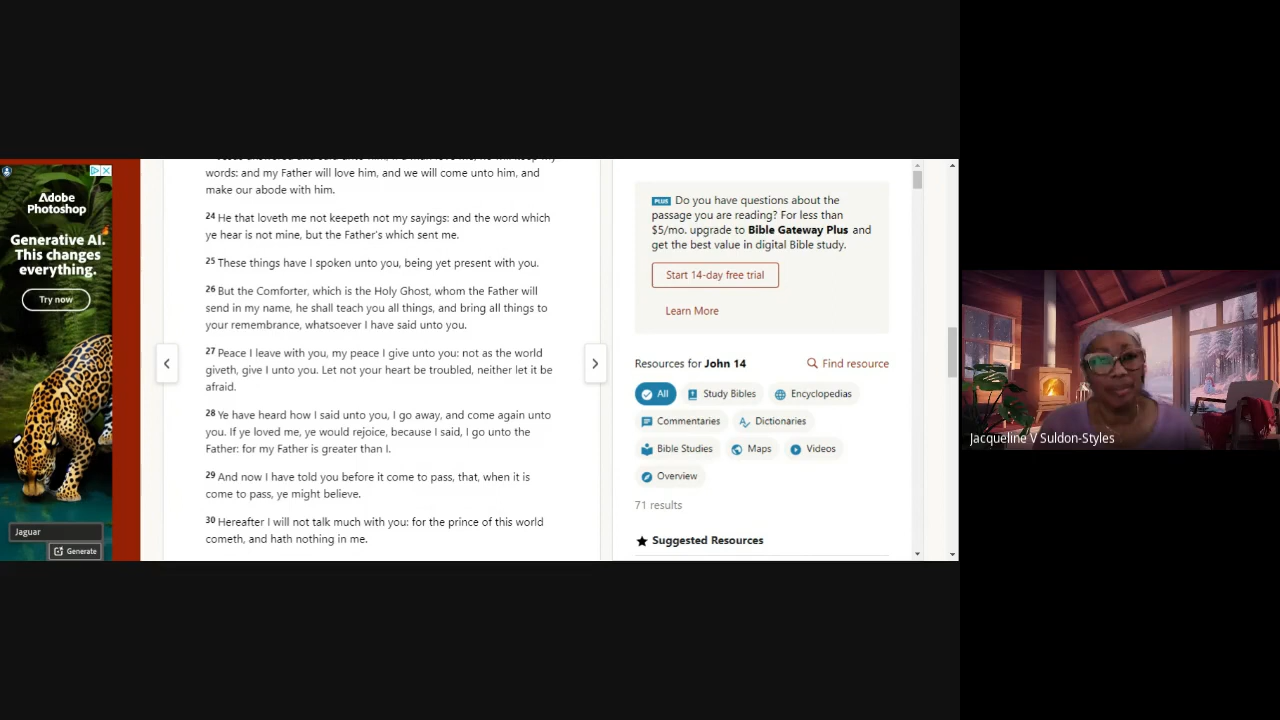 Adobe
Photoshop
Generative AI.
This changes
everything.
Try now
Jaguar
Generate
words: and my Father will love him, and we will come unto him, and
make our abode with him.
24 He that loveth me not keepeth not my sayings: and the word which
ye hear is not mine, but the Father's which sent me.
25 These things have I spoken unto you, being yet present with you.
26 But the Comforter, which is the Holy Ghost, whom the Father will
send in my name, he shall teach you all things, and bring all things to
your remembrance, whatsoever I have said unto you.
27 Peace I leave with you, my peace I give unto you: not as the world
giveth, give I unto you. Let not your heart be troubled, neither let it be
afraid.
28 Ye have heard how I said unto you, I go away, and come again unto
you. If ye loved me, ye would rejoice, because I said, I go unto the
Father: for my Father is greater than I.
29 And now I have told you before it come to pass, that, when it is
come to pass, ye might believe.
30 Hereafter I will not talk much with you: for the prince of this world
cometh, and hath nothing in me.
PLUS Do you have questions about the
passage you are reading? For less than
$5/mo. upgrade to Bible Gateway Plus and
get the best value in digital Bible study.
Start 14-day free trial
Learn More
Resources for John 14 Find resource
All Study Bibles Encyclopedias
Commentaries Dictionaries
Bible Studies Maps Videos
Overview
71 results
Suggested Resources
Jacqueline V Suldon-Styles